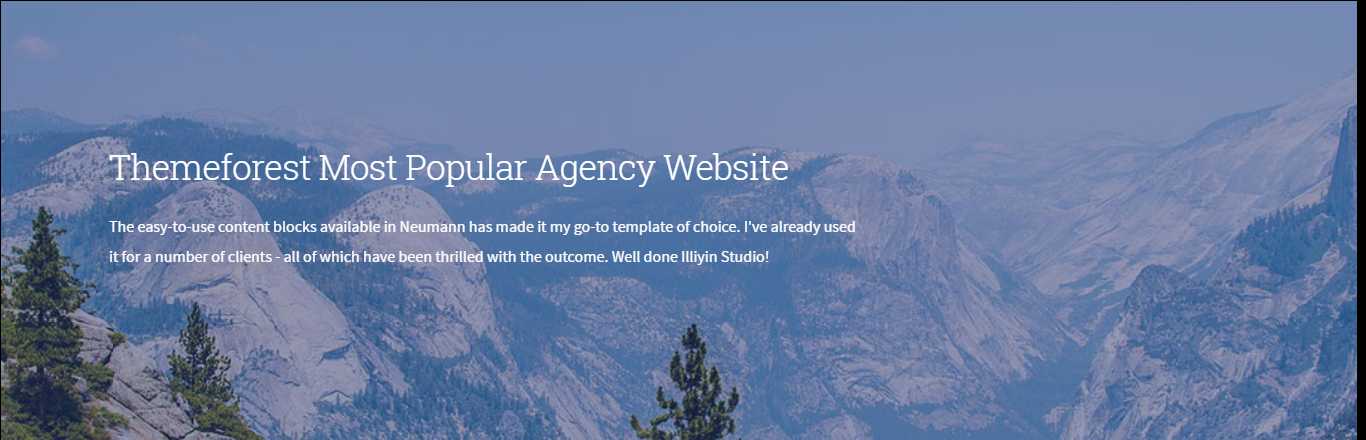 Themeforest Most Popular Agency Website
The easy-to-use content blocks available in Neumann has made it my go-to template of choice. I've already used
it for a number of clients - all of which have been thrilled with the outcome. Well done Illiyin Studio!